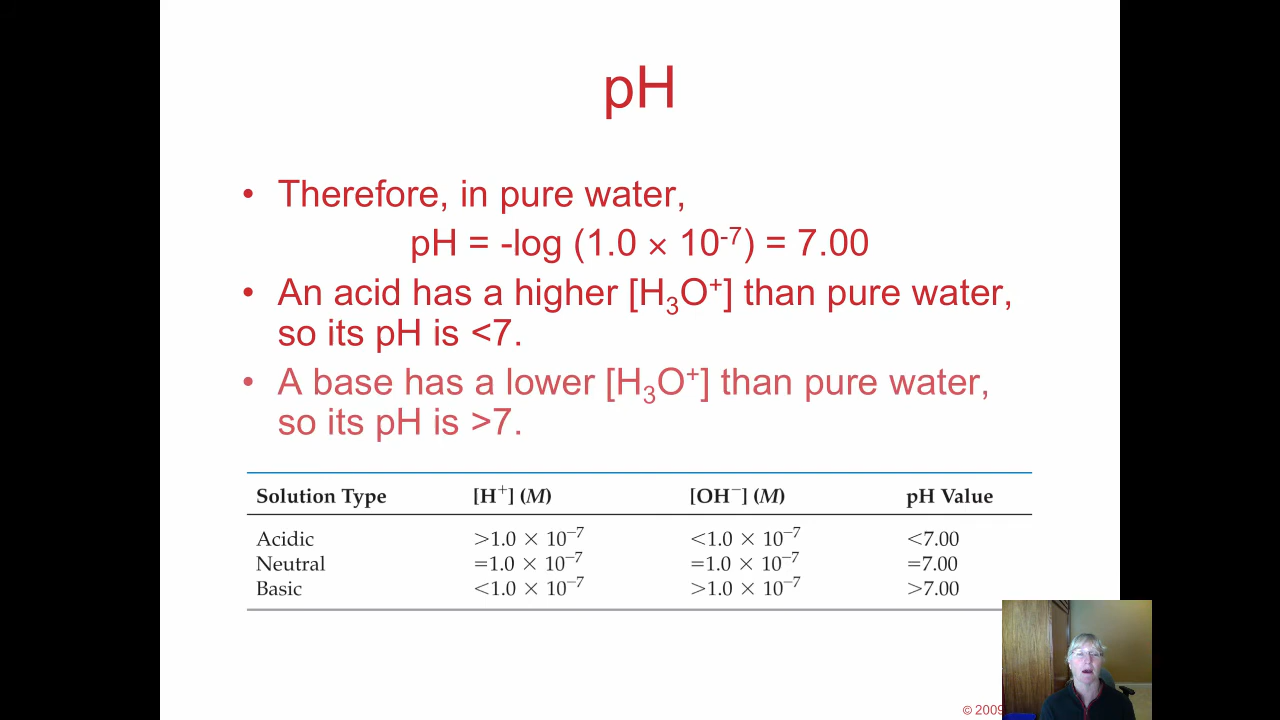 pH
• Therefore, in pure water,
pH = -log (1.0 × 10⁻⁷) = 7.00
• An acid has a higher [H₃O⁺] than pure water,
so its pH is <7.
• A base has a lower [H₃O⁺] than pure water,
so its pH is >7.
Solution Type [H⁺] (M) [OH⁻] (M) pH Value
Acidic >1.0 × 10⁻⁷ <1.0 × 10⁻⁷ <7.00
Neutral =1.0 × 10⁻⁷ =1.0 × 10⁻⁷ =7.00
Basic <1.0 × 10⁻⁷ >1.0 × 10⁻⁷ >7.00
© 2009